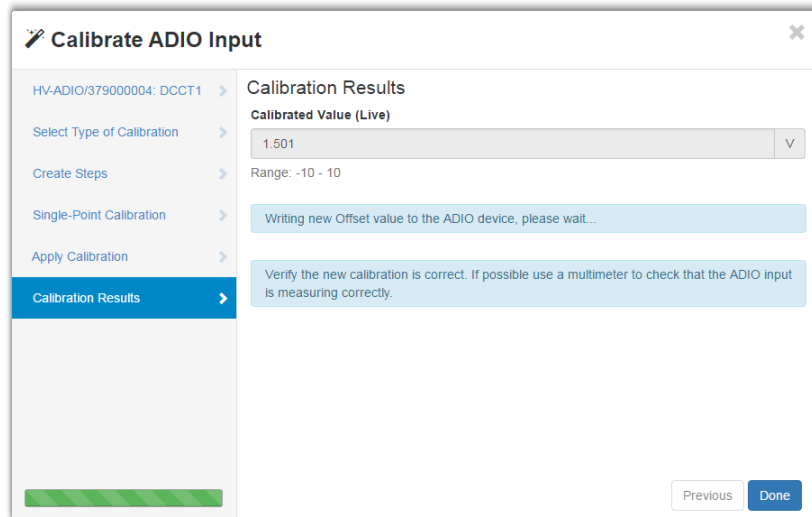 Calibrate ADIO Input
HV-ADIO/379000004: DCCT1
Select Type of Calibration
Create Steps
Single-Point Calibration
Apply Calibration
Calibration Results
Calibration Results
Calibrated Value (Live)
1.501 V
Range: -10 - 10
Writing new Offset value to the ADIO device, please wait...
Verify the new calibration is correct. If possible use a multimeter to check that the ADIO input
is measuring correctly.
Previous Done